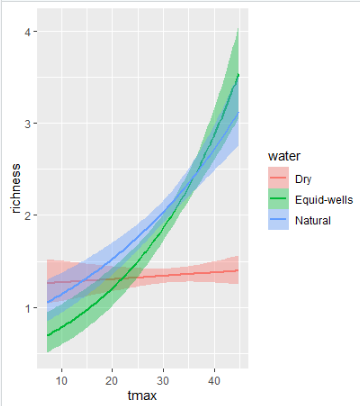 4
3
2
1
richness
10 20 30 40
tmax
water
Dry
Equid-wells
Natural